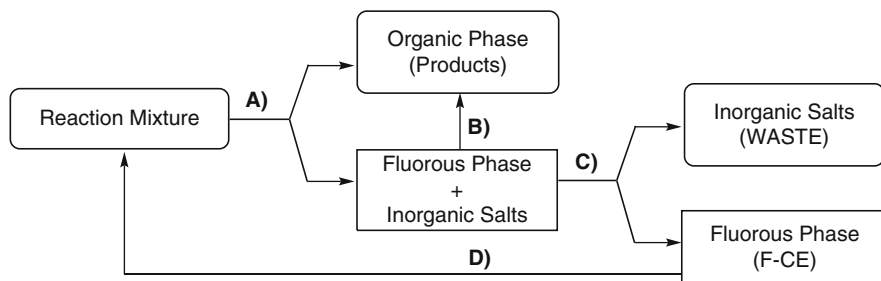 Organic Phase
(Products)
A)
Reaction Mixture
Inorganic Salts
(WASTE)
B)
C)
Fluorous Phase
+
Inorganic Salts
Fluorous Phase
(F-CE)
D)